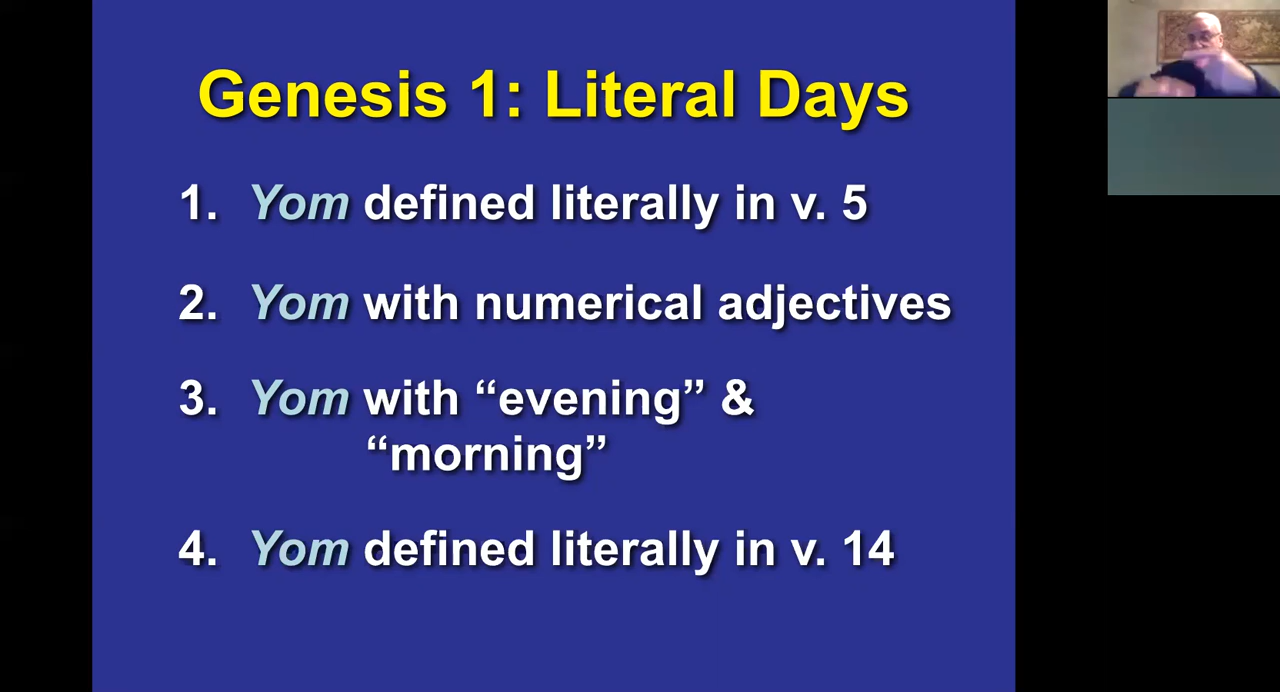 Genesis 1: Literal Days
1. Yom defined literally in v. 5
2. Yom with numerical adjectives
3. Yom with “evening” &
“morning”
4. Yom defined literally in v. 14